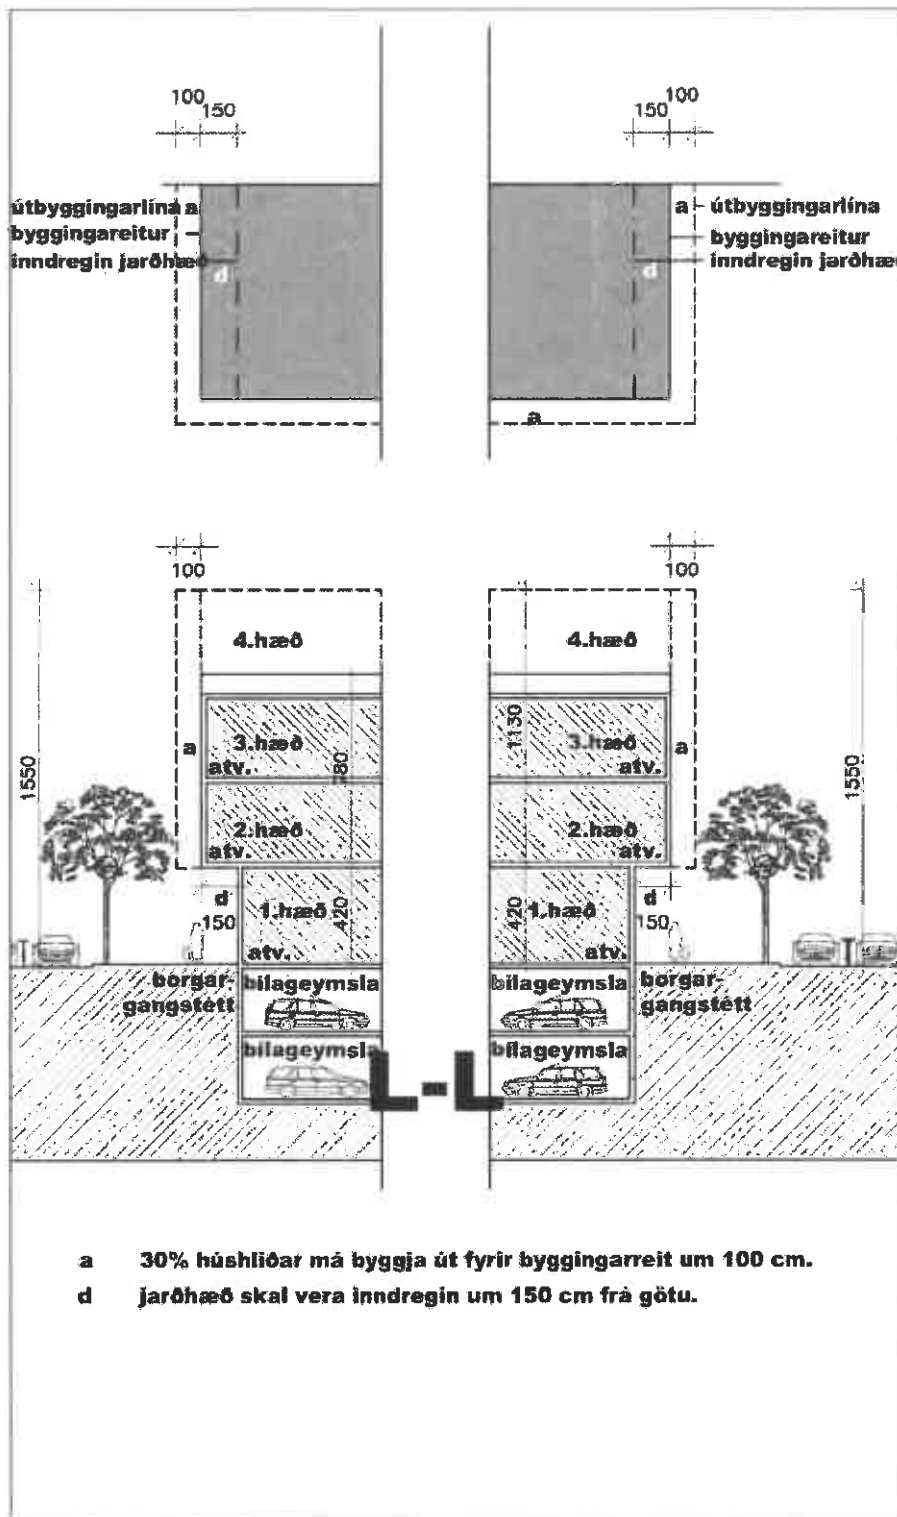 100 150
150 100
útbyggingarlína a
byggingareitur
inndregin jarðhæð
d
a útbyggingarlína
byggingareitur
inndregin jarðhæð
d
a
100
100
4.hæð
4.hæð
a 3.hæð
atv.
1130
3.hæð a
atv.
1550
780
1550
2.hæð
atv.
2.hæð
atv.
d
150
1.hæð
420
atv.
420
1.hæð
d
150
atv.
borgar-
gangstétt
bílageymsla
bílageymsla
borgar-
gangstétt
bílageymsla
bílageymsla
L-L
a 30% húshliðar má byggja út fyrir byggingarreit um 100 cm.
d jarðhæð skal vera inndregin um 150 cm frá götu.